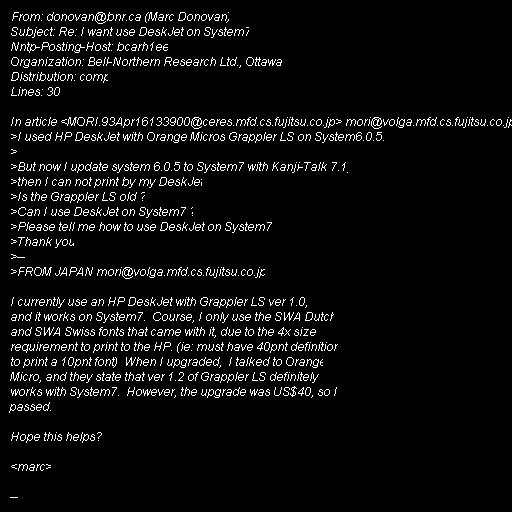 From: donovan@bnr.ca (Marc Donovan)
Subject: Re: I want use DeskJet on System7
Nntp-Posting-Host: bcarh1ee
Organization: Bell-Northern Research Ltd., Ottawa
Distribution: comp
Lines: 30

In article <MORI.93Apr16133900@ceres.mfd.cs.fujitsu.co.jp> mori@volga.mfd.cs.fujitsu.co.jp
>I used HP DeskJet with Orange Micros Grappler LS on System6.0.5.
>
>But now I update system 6.0.5 to System7 with Kanji-Talk 7.1,
>then I can not print by my DeskJet
>Is the Grappler LS old ?
>Can I use DeskJet on System7 ?
>Please tell me how to use DeskJet on System7
>Thank you
>--
>FROM JAPAN mori@volga.mfd.cs.fujitsu.co.jp

I currently use an HP DeskJet with Grappler LS ver 1.0,
and it works on System7.  Course, I only use the SWA Dutch
and SWA Swiss fonts that came with it, due to the 4x size
requirement to print to the HP. (ie: must have 40pnt definition
to print a 10pnt font)  When I upgraded,  I talked to Orange
Micro, and they state that ver 1.2 of Grappler LS definitely
works with System7.  However, the upgrade was US$40, so I
passed.

Hope this helps?

<marc>

--